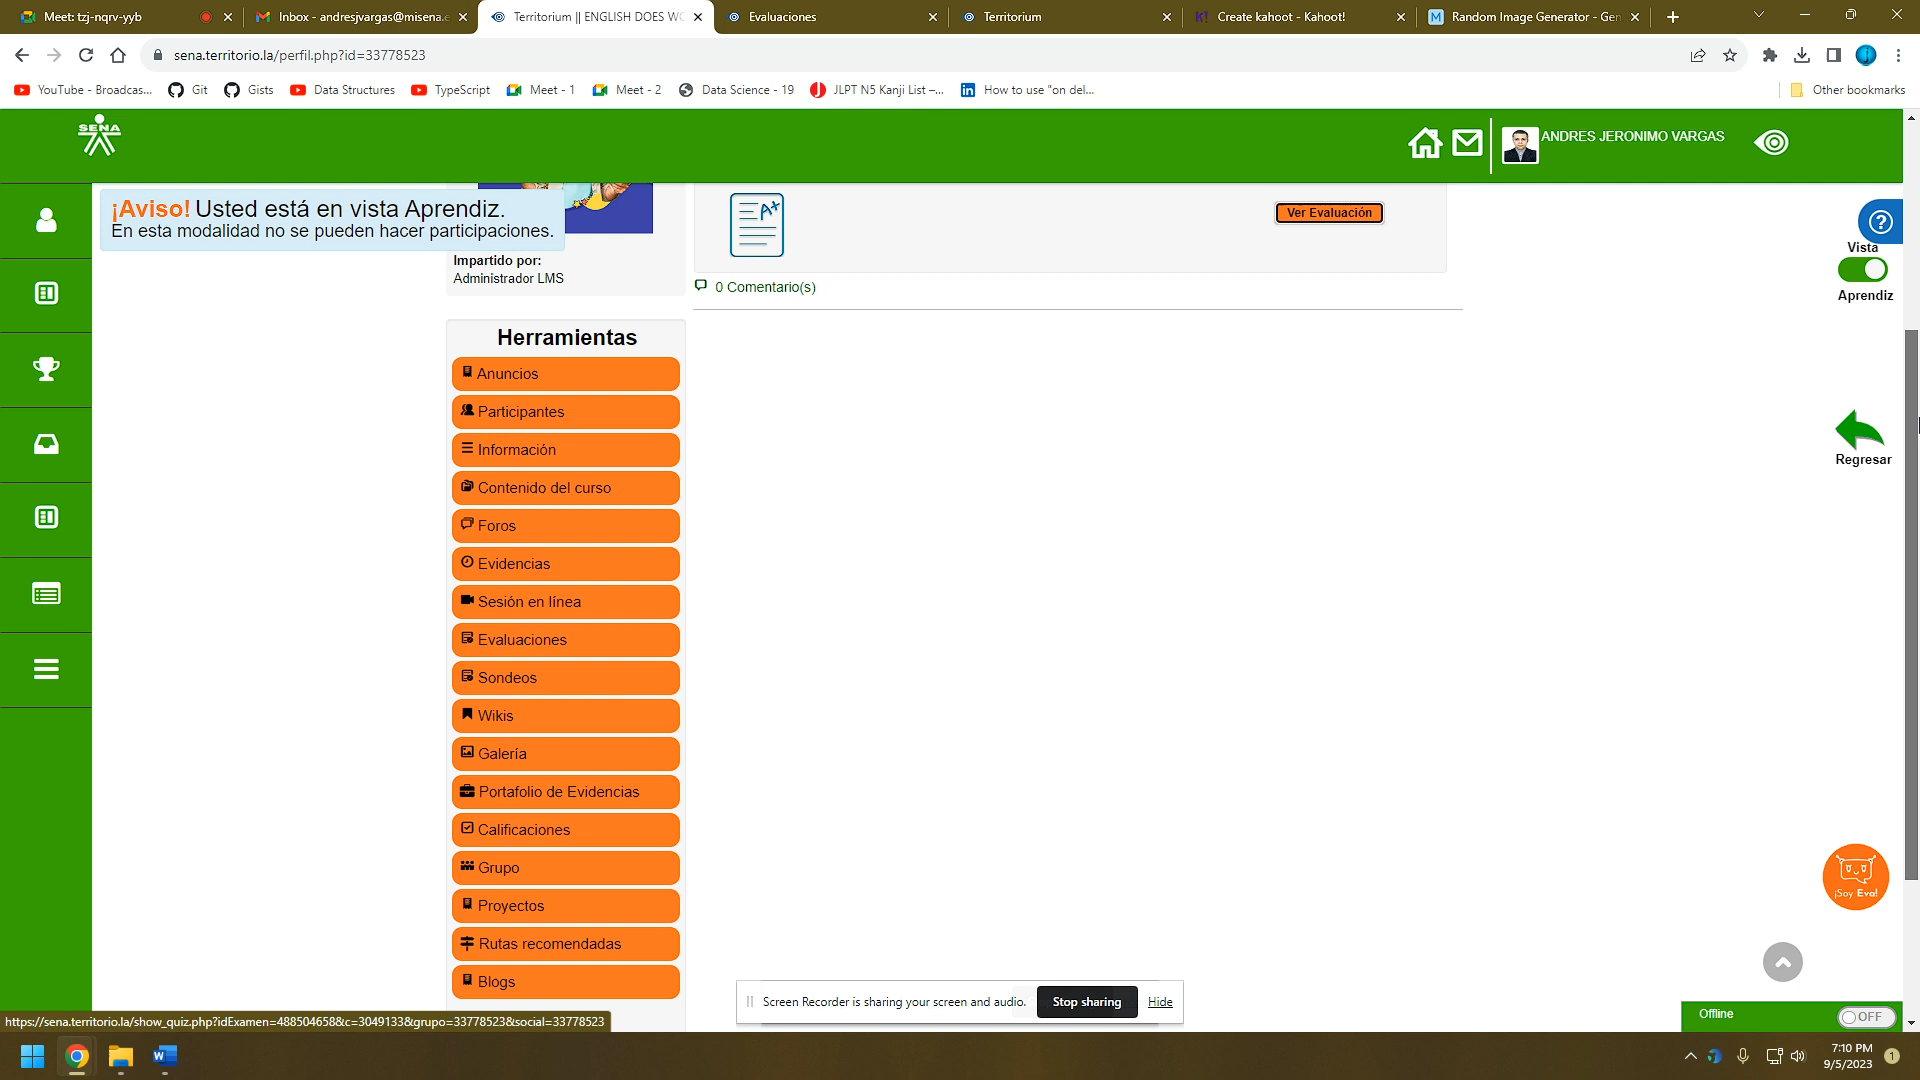 Meet: tzj-nqrv-yyb
Inbox - andresjvargas@misena.e
Territorium || ENGLISH DOES WO
Evaluaciones
Territorium
Create kahoot - Kahoot!
Random Image Generator - Gen
sena.territorio.la/perfil.php?id=33778523
YouTube - Broadcas...
Git
Gists
Data Structures
TypeScript
Meet - 1
Meet - 2
Data Science - 19
JLPT N5 Kanji List –...
How to use "on del...
Other bookmarks
SENA
ANDRES JERONIMO VARGAS
¡Aviso! Usted está en vista Aprendiz.
En esta modalidad no se pueden hacer participaciones.
A+
Ver Evaluación
Vista
Aprendiz
Impartido por:
Administrador LMS
0 Comentario(s)
Herramientas
Anuncios
Participantes
Información
Contenido del curso
Foros
Evidencias
Sesión en línea
Evaluaciones
Sondeos
Wikis
Galería
Portafolio de Evidencias
Calificaciones
Grupo
Proyectos
Rutas recomendadas
Blogs
Regresar
¡Soy Eva!
Screen Recorder is sharing your screen and audio.
Stop sharing
Hide
https://sena.territorio.la/show_quiz.php?idExamen=488504658&c=3049133&grupo=33778523&social=33778523
Offline
OFF
7:10 PM
9/5/2023
1